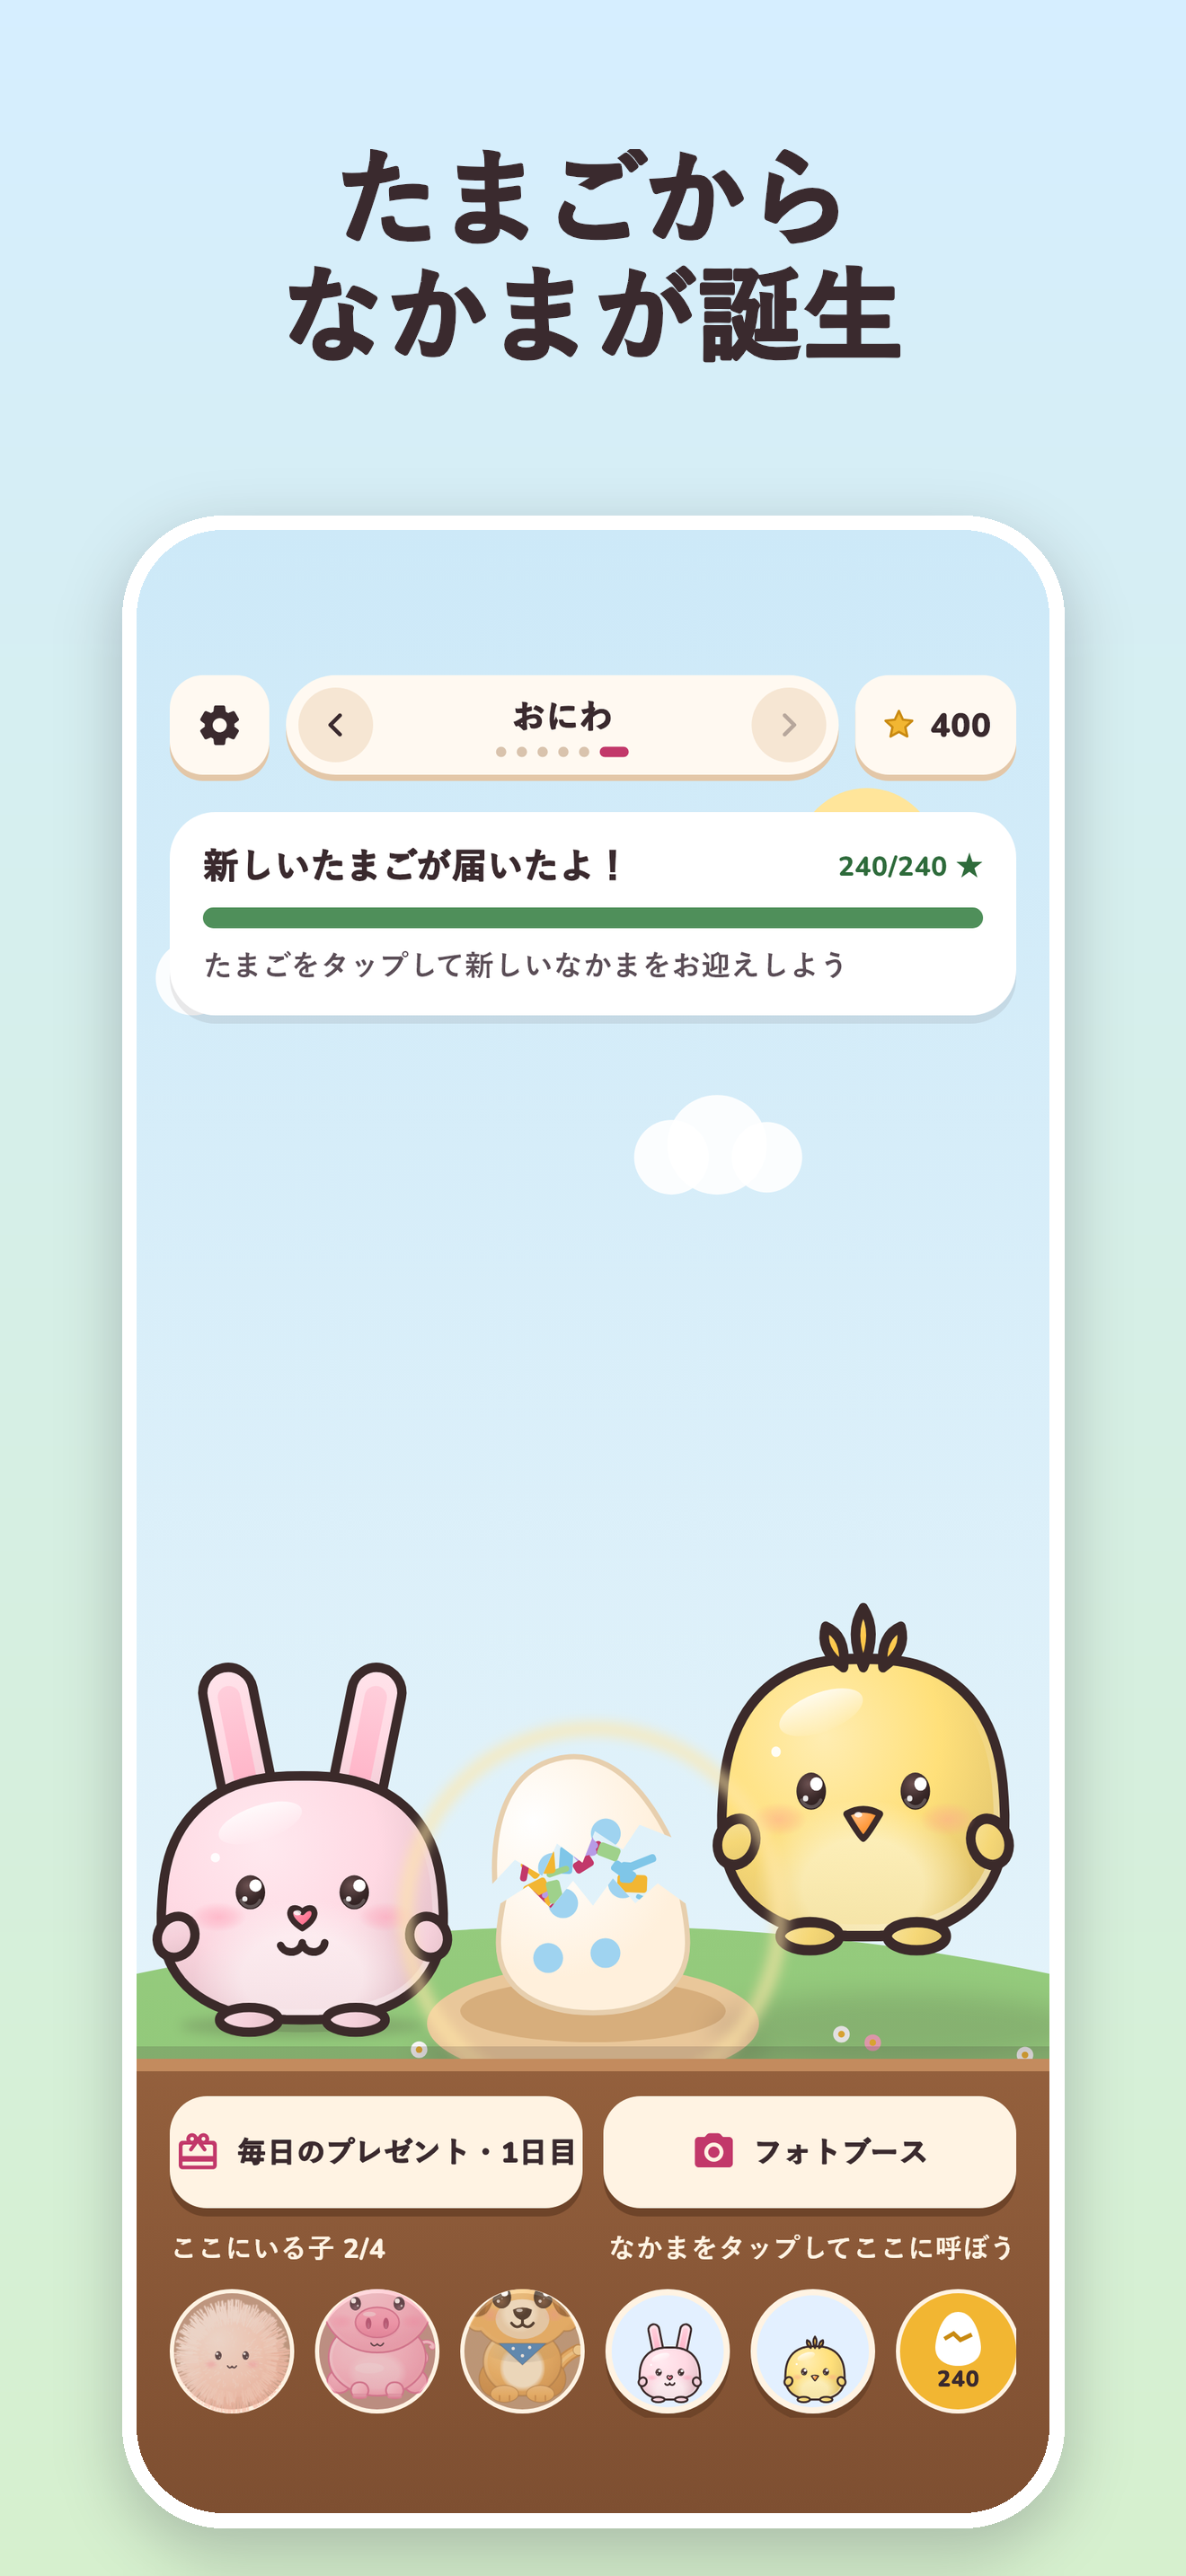 たまごから
なかまが誕生
おにわ
400
新しいたまごが届いたよ！
240/240 ★
たまごをタップして新しいなかまをお迎えしよう
毎日のプレゼント・1日目
フォトブース
ここにいる子 2/4
なかまをタップしてここに呼ぼう
240